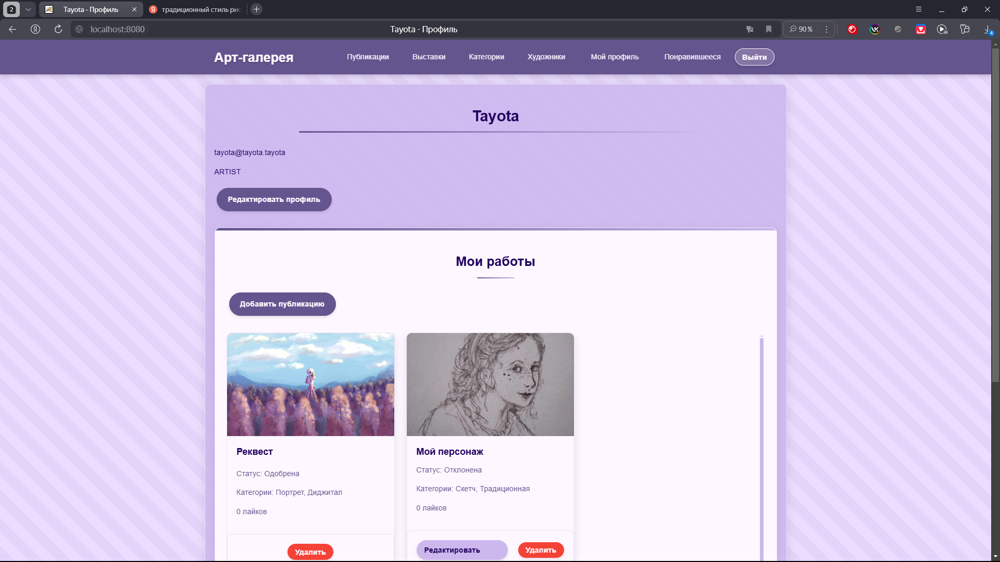 2
Tayota - Профиль
традиционный стиль рис
localhost:8080
Tayota - Профиль
90 %
4
Арт-галерея
Публикации
Выставки
Категории
Художники
Мой профиль
Понравившееся
Выйти
Tayota
tayota@tayota.tayota
ARTIST
Редактировать профиль
Мои работы
Добавить публикацию
Реквест
Статус: Одобрена
Категории: Портрет, Диджитал
0 лайков
Удалить
Мой персонаж
Статус: Отклонена
Категории: Скетч, Традиционная
0 лайков
Редактировать
Удалить